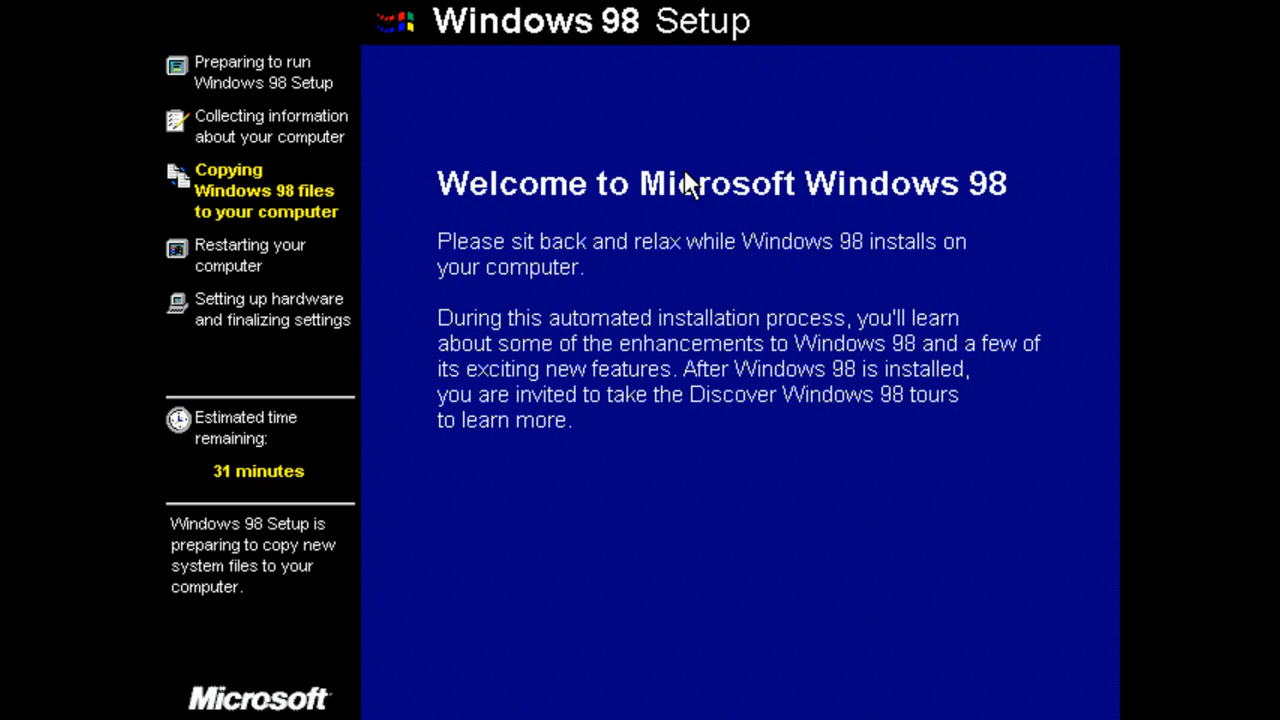 Windows 98 Setup
Preparing to run
Windows 98 Setup
Collecting information
about your computer
Copying
Windows 98 files
to your computer
Restarting your
computer
Setting up hardware
and finalizing settings
Estimated time
remaining:
31 minutes
Windows 98 Setup is
preparing to copy new
system files to your
computer.
Microsoft
Welcome to Microsoft Windows 98
Please sit back and relax while Windows 98 installs on
your computer.
During this automated installation process, you'll learn
about some of the enhancements to Windows 98 and a few of
its exciting new features. After Windows 98 is installed,
you are invited to take the Discover Windows 98 tours
to learn more.